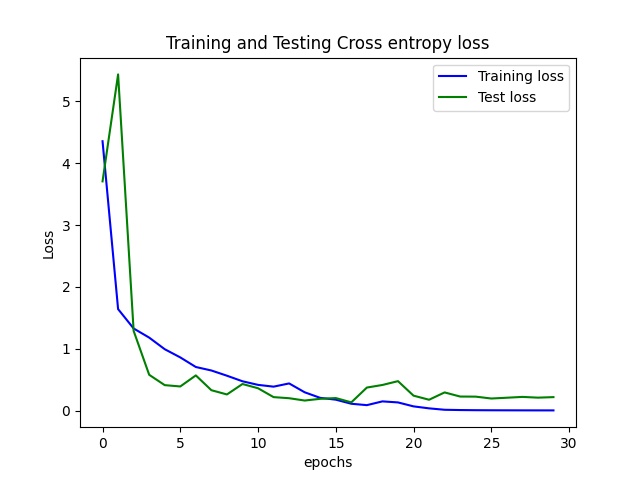 Training and Testing Cross entropy loss
Training loss
Test loss
Loss
5
4
3
2
1
0
0 5 10 15 20 25 30
epochs